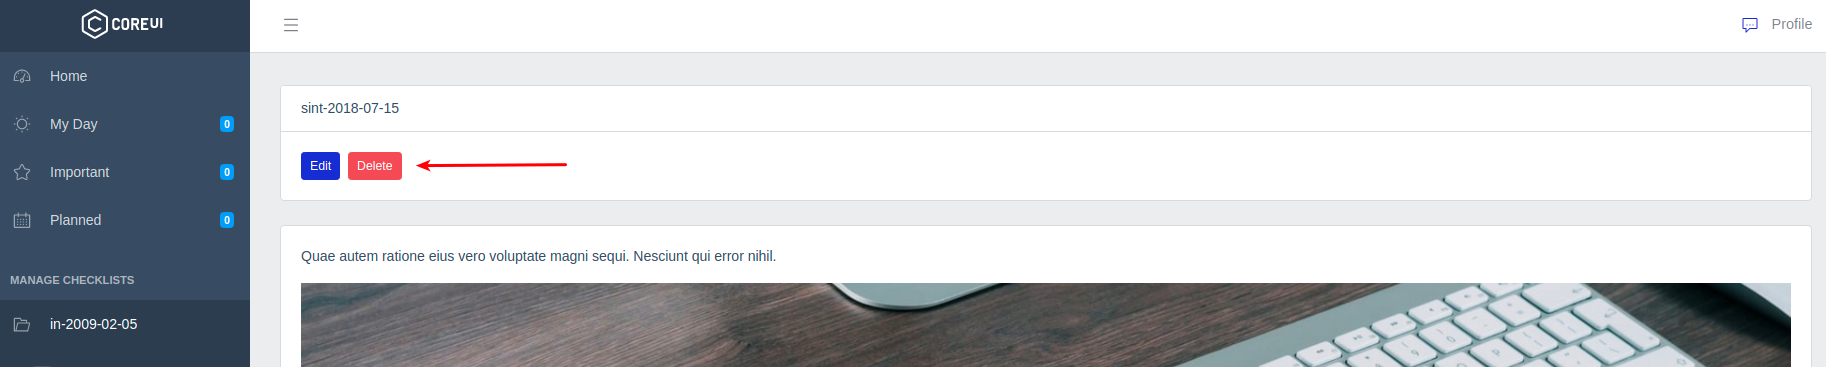 COREUI
Profile
Home
My Day 0
Important 0
Planned 0
MANAGE CHECKLISTS
in-2009-02-05
sint-2018-07-15
Edit Delete
Quae autem ratione eius vero voluptate magni sequi. Nesciunt qui error nihil.